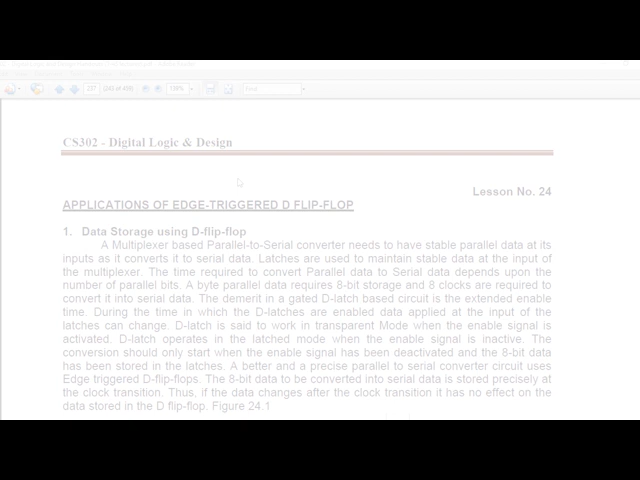 237 (243 of 459) 139% Find
CS302 - Digital Logic & Design
Lesson No. 24
APPLICATIONS OF EDGE-TRIGGERED D FLIP-FLOP
1. Data Storage using D-flip-flop
A Multiplexer based Parallel-to-Serial converter needs to have stable parallel data at its
inputs as it converts it to serial data. Latches are used to maintain stable data at the input of
the multiplexer. The time required to convert Parallel data to Serial data depends upon the
number of parallel bits. A byte parallel data requires 8-bit storage and 8 clocks are required to
convert it into serial data. The demerit in a gated D-latch based circuit is the extended enable
time. During the time in which the D-latches are enabled data applied at the input of the
latches can change. D-latch is said to work in transparent Mode when the enable signal is
activated. D-latch operates in the latched mode when the enable signal is inactive. The
conversion should only start when the enable signal has been deactivated and the 8-bit data
has been stored in the latches. A better and a precise parallel to serial converter circuit uses
Edge triggered D-flip-flops. The 8-bit data to be converted into serial data is stored precisely at
the clock transition. Thus, if the data changes after the clock transition it has no effect on the
data stored in the D flip-flop. Figure 24.1